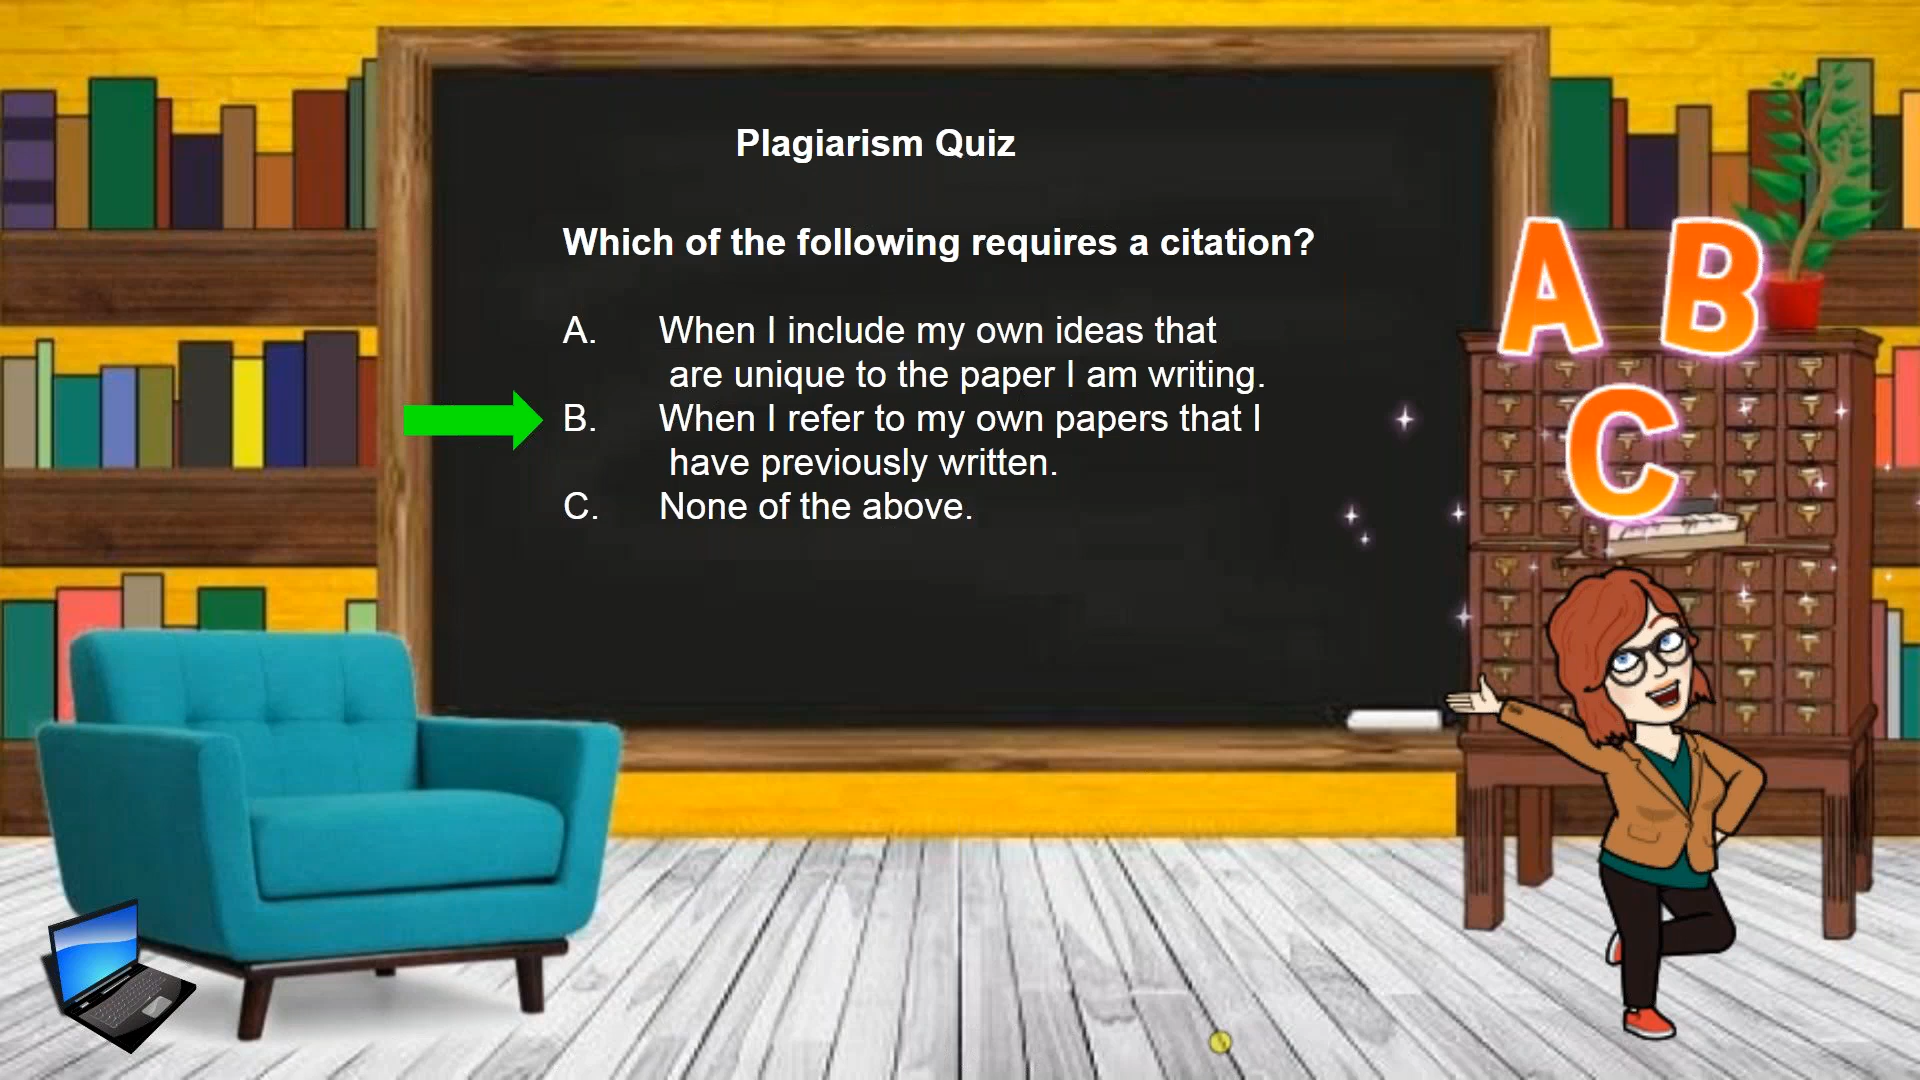 Plagiarism Quiz
Which of the following requires a citation?
A. When I include my own ideas that
are unique to the paper I am writing.
B. When I refer to my own papers that I
have previously written.
C. None of the above.
A B
C